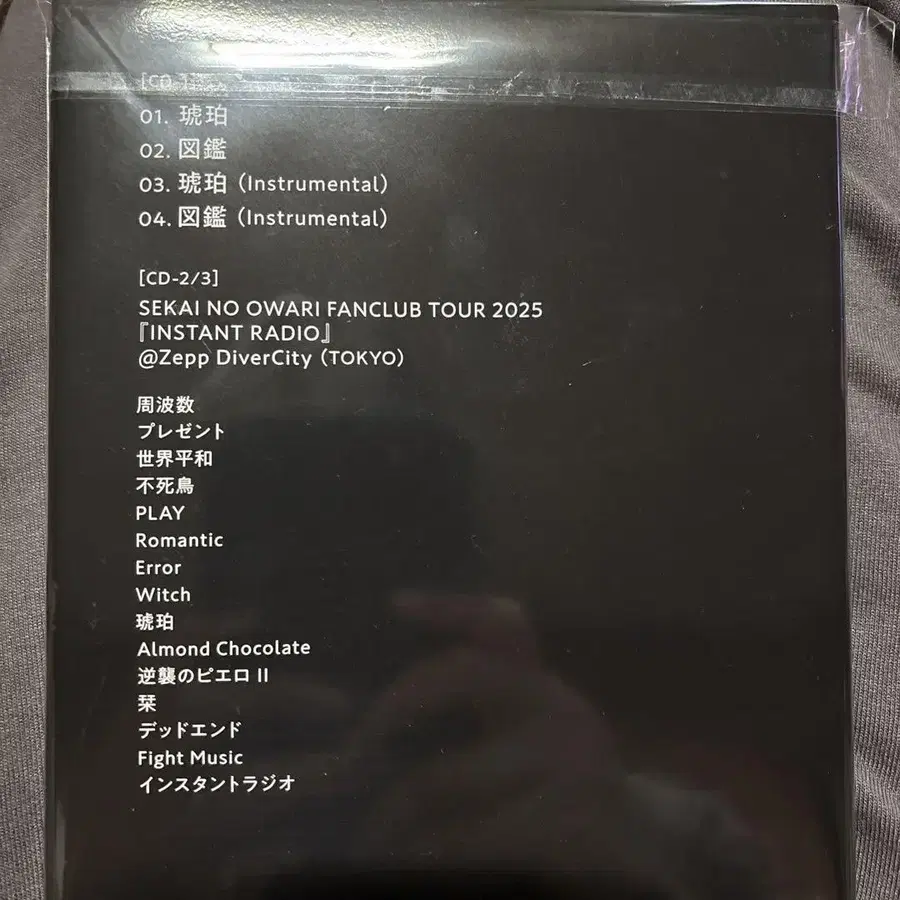 [CD-1]
01. 琥珀
02. 図鑑
03. 琥珀（Instrumental）
04. 図鑑（Instrumental）
[CD-2/3]
SEKAI NO OWARI FANCLUB TOUR 2025
『INSTANT RADIO』
@Zepp DiverCity（TOKYO）
周波数
プレゼント
世界平和
不死鳥
PLAY
Romantic
Error
Witch
琥珀
Almond Chocolate
逆襲のピエロ II
栞
デッドエンド
Fight Music
インスタントラジオ